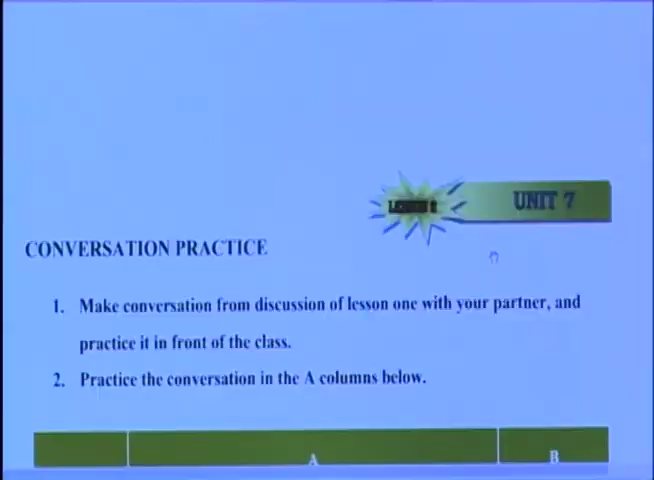 UNIT 7
CONVERSATION PRACTICE
1. Make conversation from discussion of lesson one with your partner, and
practice it in front of the class.
2. Practice the conversation in the A columns below.
A B